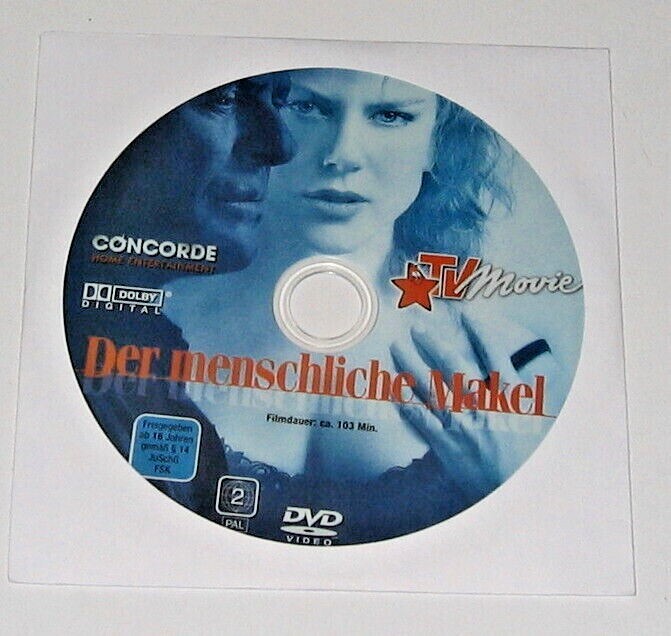 CONCORDE
HOME ENTERTAINMENT
TV Movie
DOLBY
DIGITAL
Der menschliche Makel
Filmdauer: ca. 103 Min.
Freigegeben
ab 16 Jahren
gemäß § 14
JuSchG
FSK
2
PAL
DVD
VIDEO